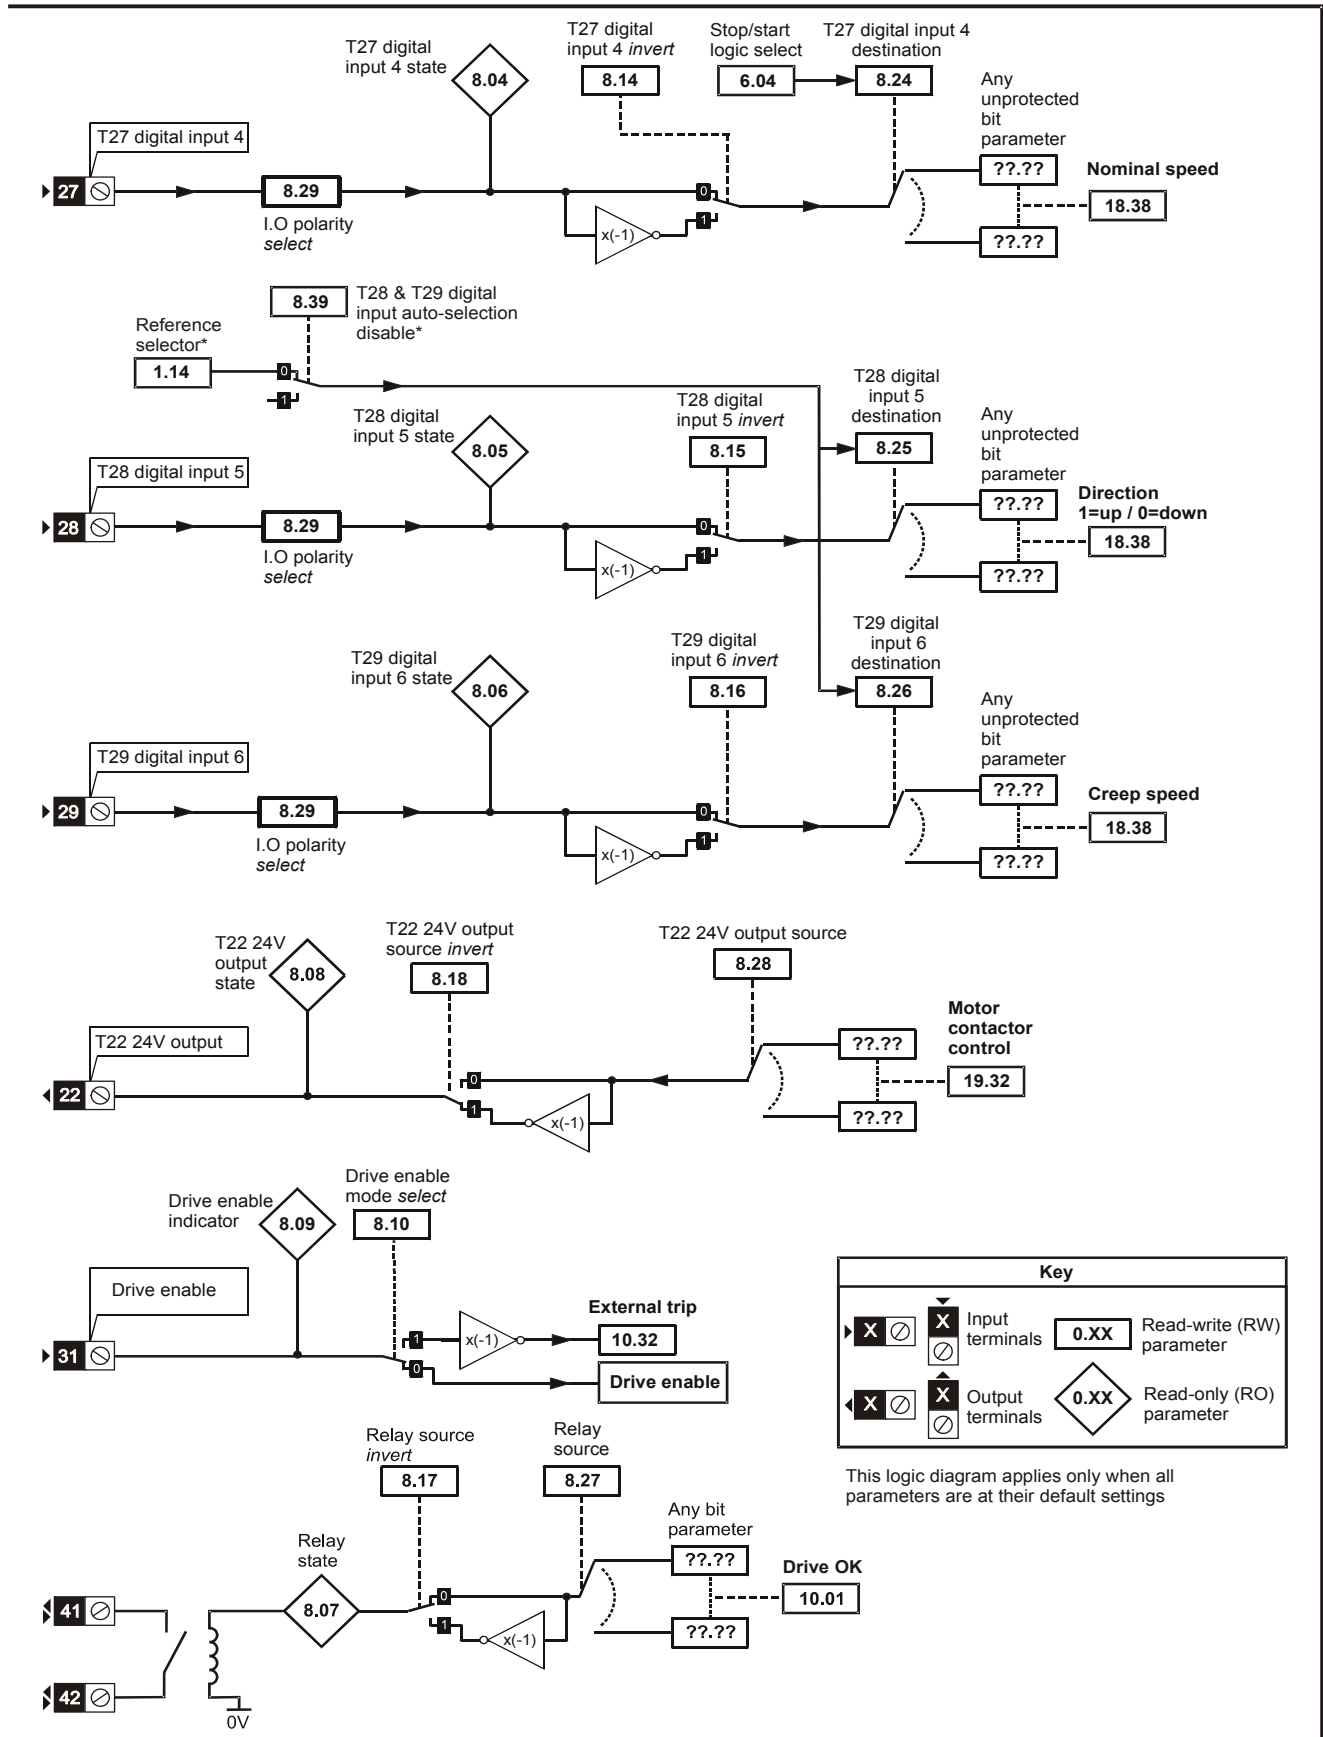 T27 digital
input 4 state
8.04
T27 digital
input 4 invert
8.14
Stop/start
logic select
6.04
T27 digital input 4
destination
8.24
Any
unprotected
bit
parameter
T27 digital input 4
27
8.29
I.O polarity
select
0
1
x(-1)
??.??
??.??
Nominal speed
18.38
8.39
T28 & T29 digital
input auto-selection
disable*
Reference
selector*
1.14
0
1
T28 digital
input 5 state
8.05
T28 digital
input 5 invert
8.15
T28 digital
input 5
destination
8.25
Any
unprotected
bit
parameter
T28 digital input 5
28
8.29
I.O polarity
select
0
1
x(-1)
??.??
??.??
Direction
1=up / 0=down
18.38
T29 digital
input 6 state
8.06
T29 digital
input 6 invert
8.16
T29 digital
input 6
destination
8.26
Any
unprotected
bit
parameter
T29 digital input 6
29
8.29
I.O polarity
select
0
1
x(-1)
??.??
??.??
Creep speed
18.38
T22 24V
output
state
8.08
T22 24V output
source invert
8.18
T22 24V output source
8.28
T22 24V output
22
0
1
x(-1)
??.??
??.??
Motor
contactor
control
19.32
Drive enable
indicator
8.09
Drive enable
mode select
8.10
Drive enable
31
1
0
x(-1)
External trip
10.32
Drive enable
Key
X
X
Input
terminals
0.XX
Read-write (RW)
parameter
X
X
Output
terminals
0.XX
Read-only (RO)
parameter
This logic diagram applies only when all
parameters are at their default settings
Relay source
invert
8.17
Relay
source
8.27
Any bit
parameter
Relay
state
8.07
41
42
0V
0
1
x(-1)
??.??
??.??
Drive OK
10.01